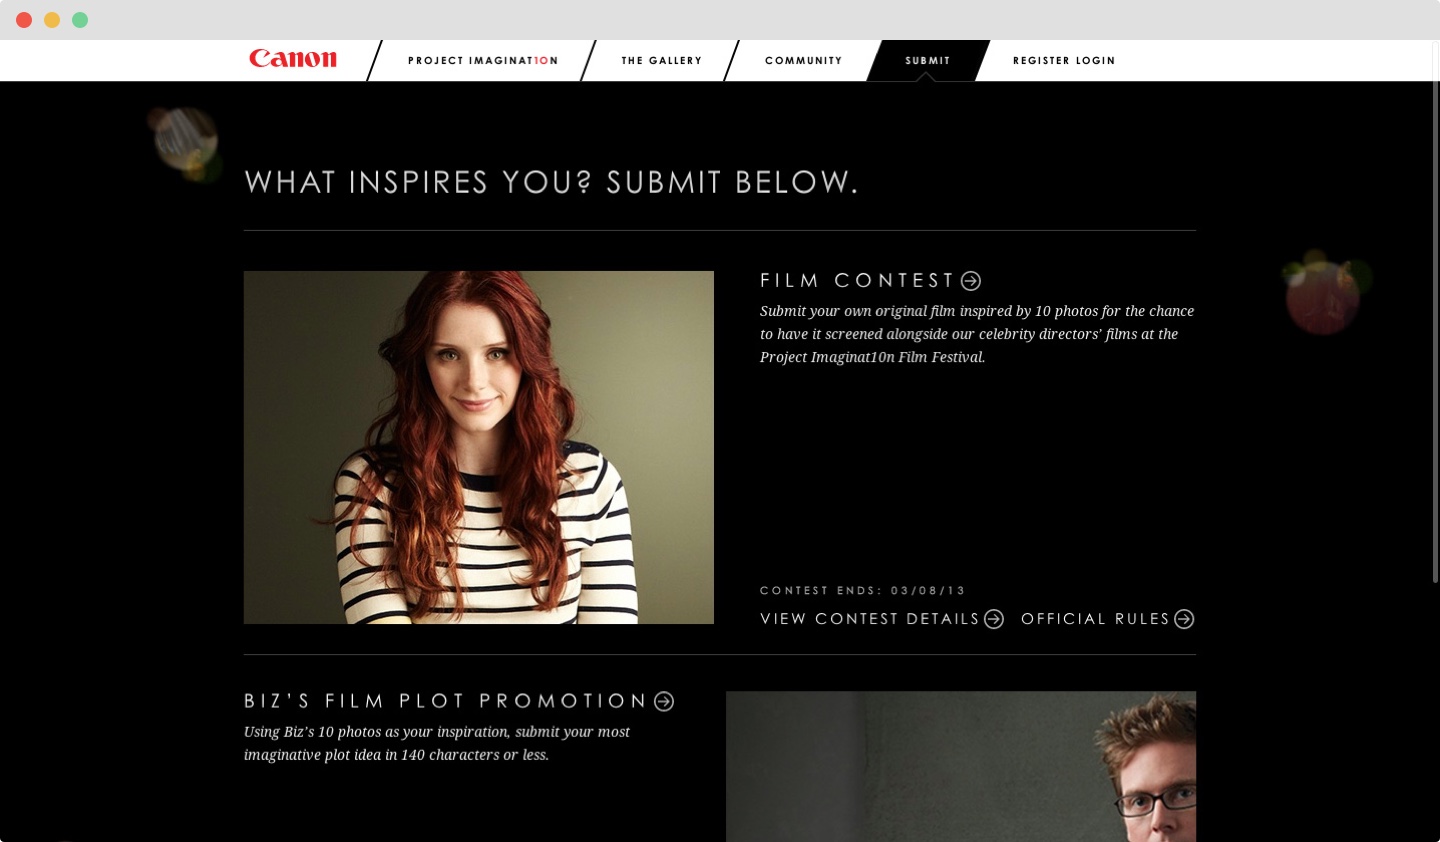 Canon
PROJECT IMAGINAT10N
THE GALLERY
COMMUNITY
SUBMIT
REGISTER LOGIN
WHAT INSPIRES YOU? SUBMIT BELOW.
FILM CONTEST
Submit your own original film inspired by 10 photos for the chance
to have it screened alongside our celebrity directors’ films at the
Project Imaginat10n Film Festival.
CONTEST ENDS: 03/08/13
VIEW CONTEST DETAILS
OFFICIAL RULES
BIZ’S FILM PLOT PROMOTION
Using Biz’s 10 photos as your inspiration, submit your most
imaginative plot idea in 140 characters or less.